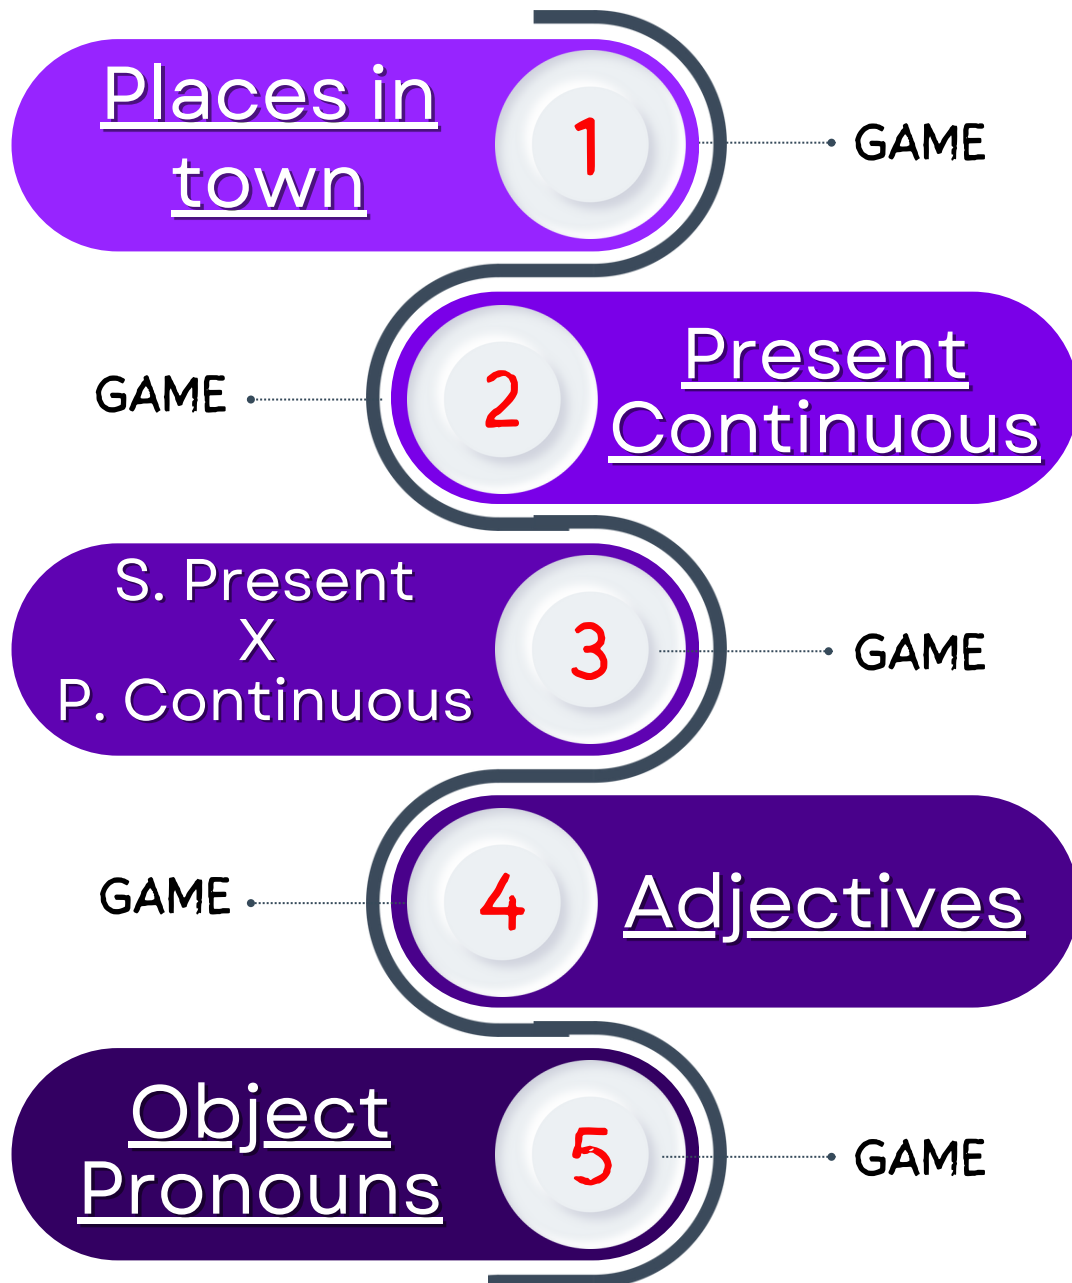 Places in
town
1
GAME
GAME
2
Present
Continuous
S. Present
X
P. Continuous
3
GAME
GAME
4
Adjectives
Object
Pronouns
5
GAME